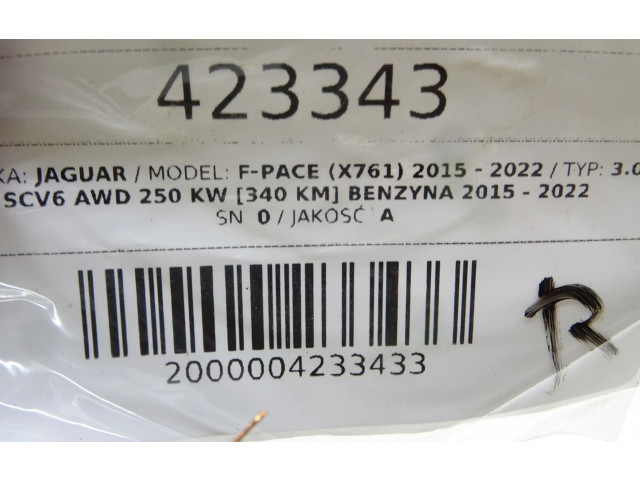 423343
KA: JAGUAR / MODEL: F-PACE (X761) 2015 - 2022 / TYP: 3.0
SCV6 AWD 250 KW [340 KM] BENZYNA 2015 - 2022
SN 0 / JAKOŚĆ A
2000004233433
R